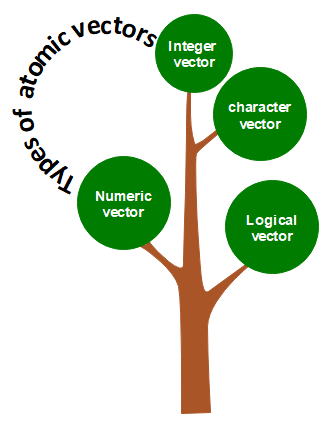 Types of atomic vectors
Integer
vector
character
vector
Numeric
vector
Logical
vector